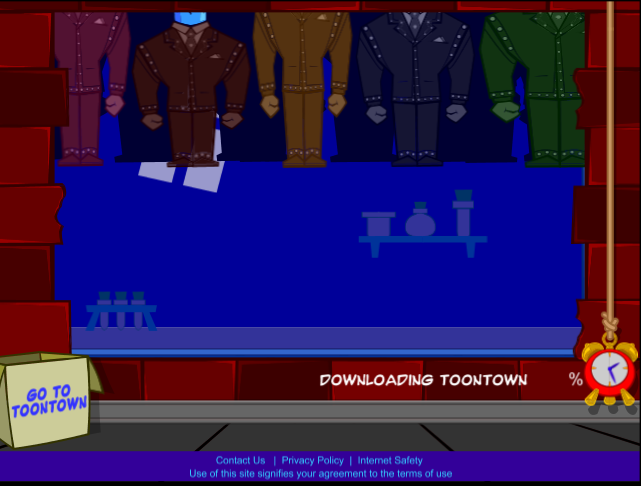 DOWNLOADING TOONTOWN %
GO TO
TOONTOWN
Contact Us | Privacy Policy | Internet Safety
Use of this site signifies your agreement to the terms of use